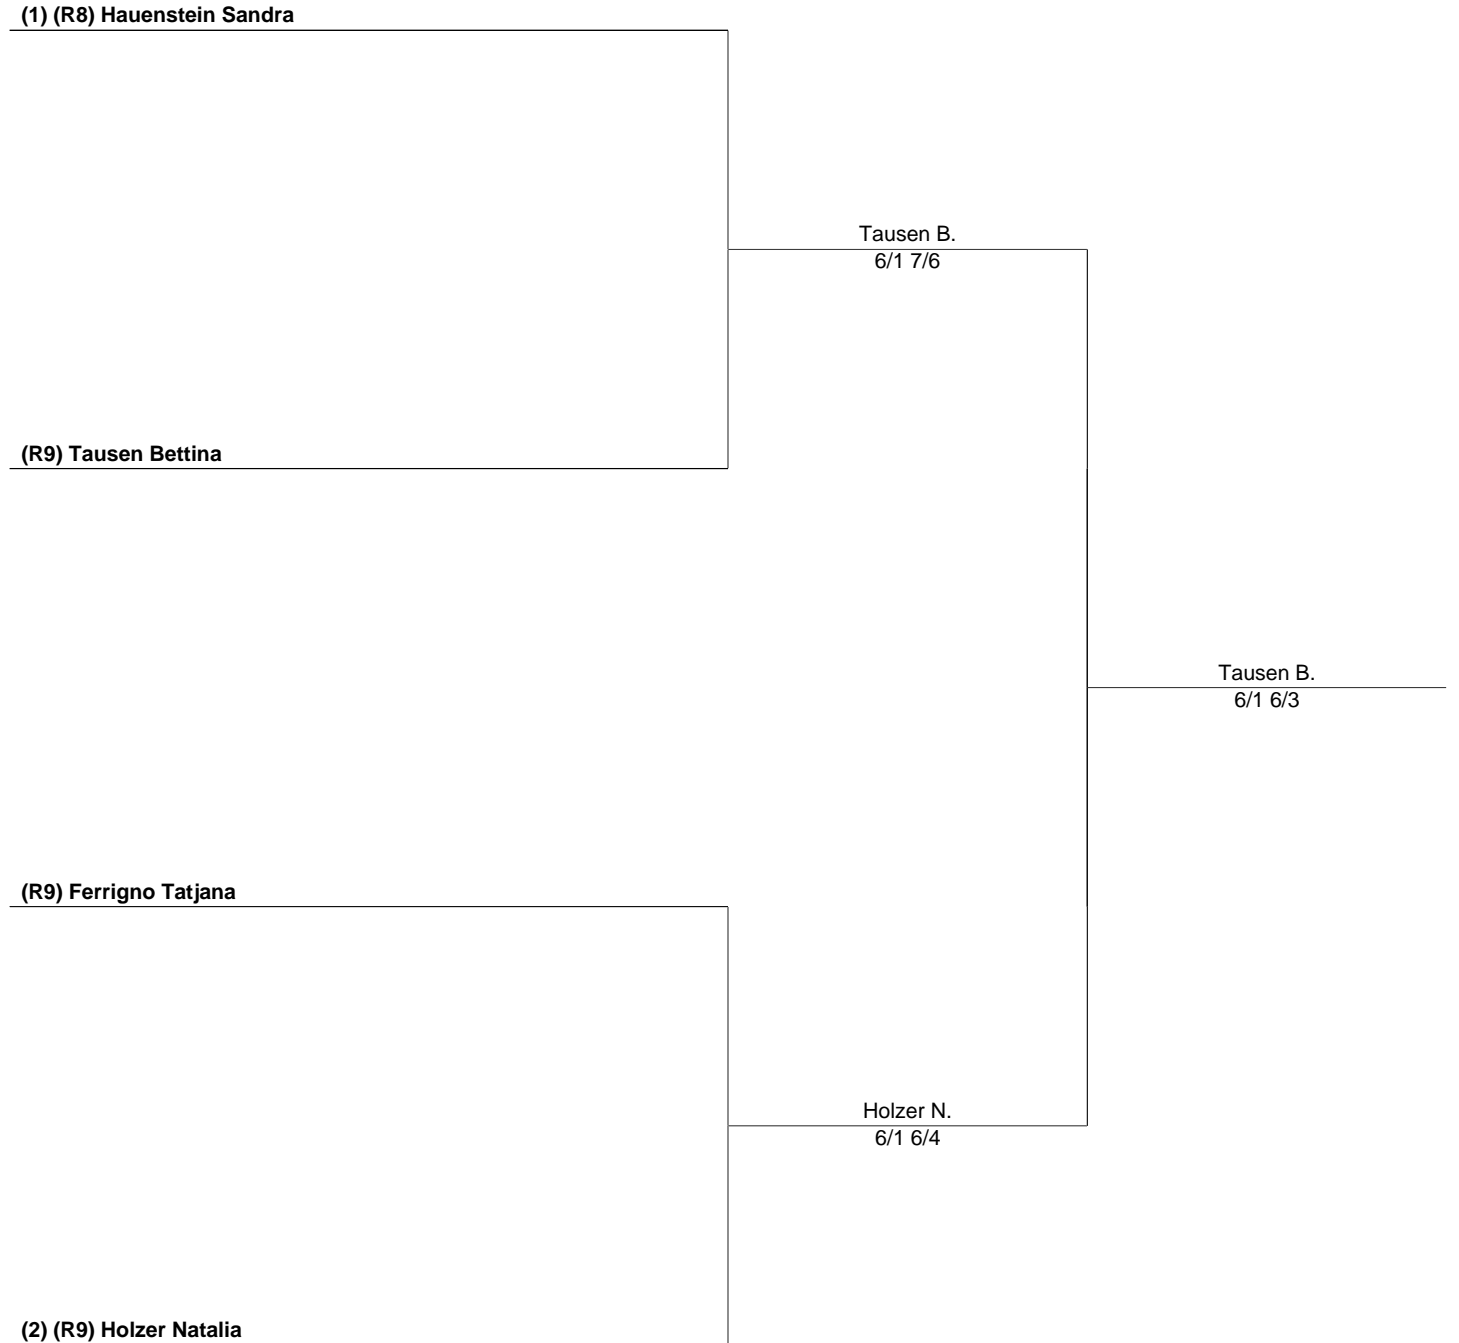 (1) (R8) Hauenstein Sandra
Tausen B.
6/1 7/6
(R9) Tausen Bettina
Tausen B.
6/1 6/3
(R9) Ferrigno Tatjana
Holzer N.
6/1 6/4
(2) (R9) Holzer Natalia